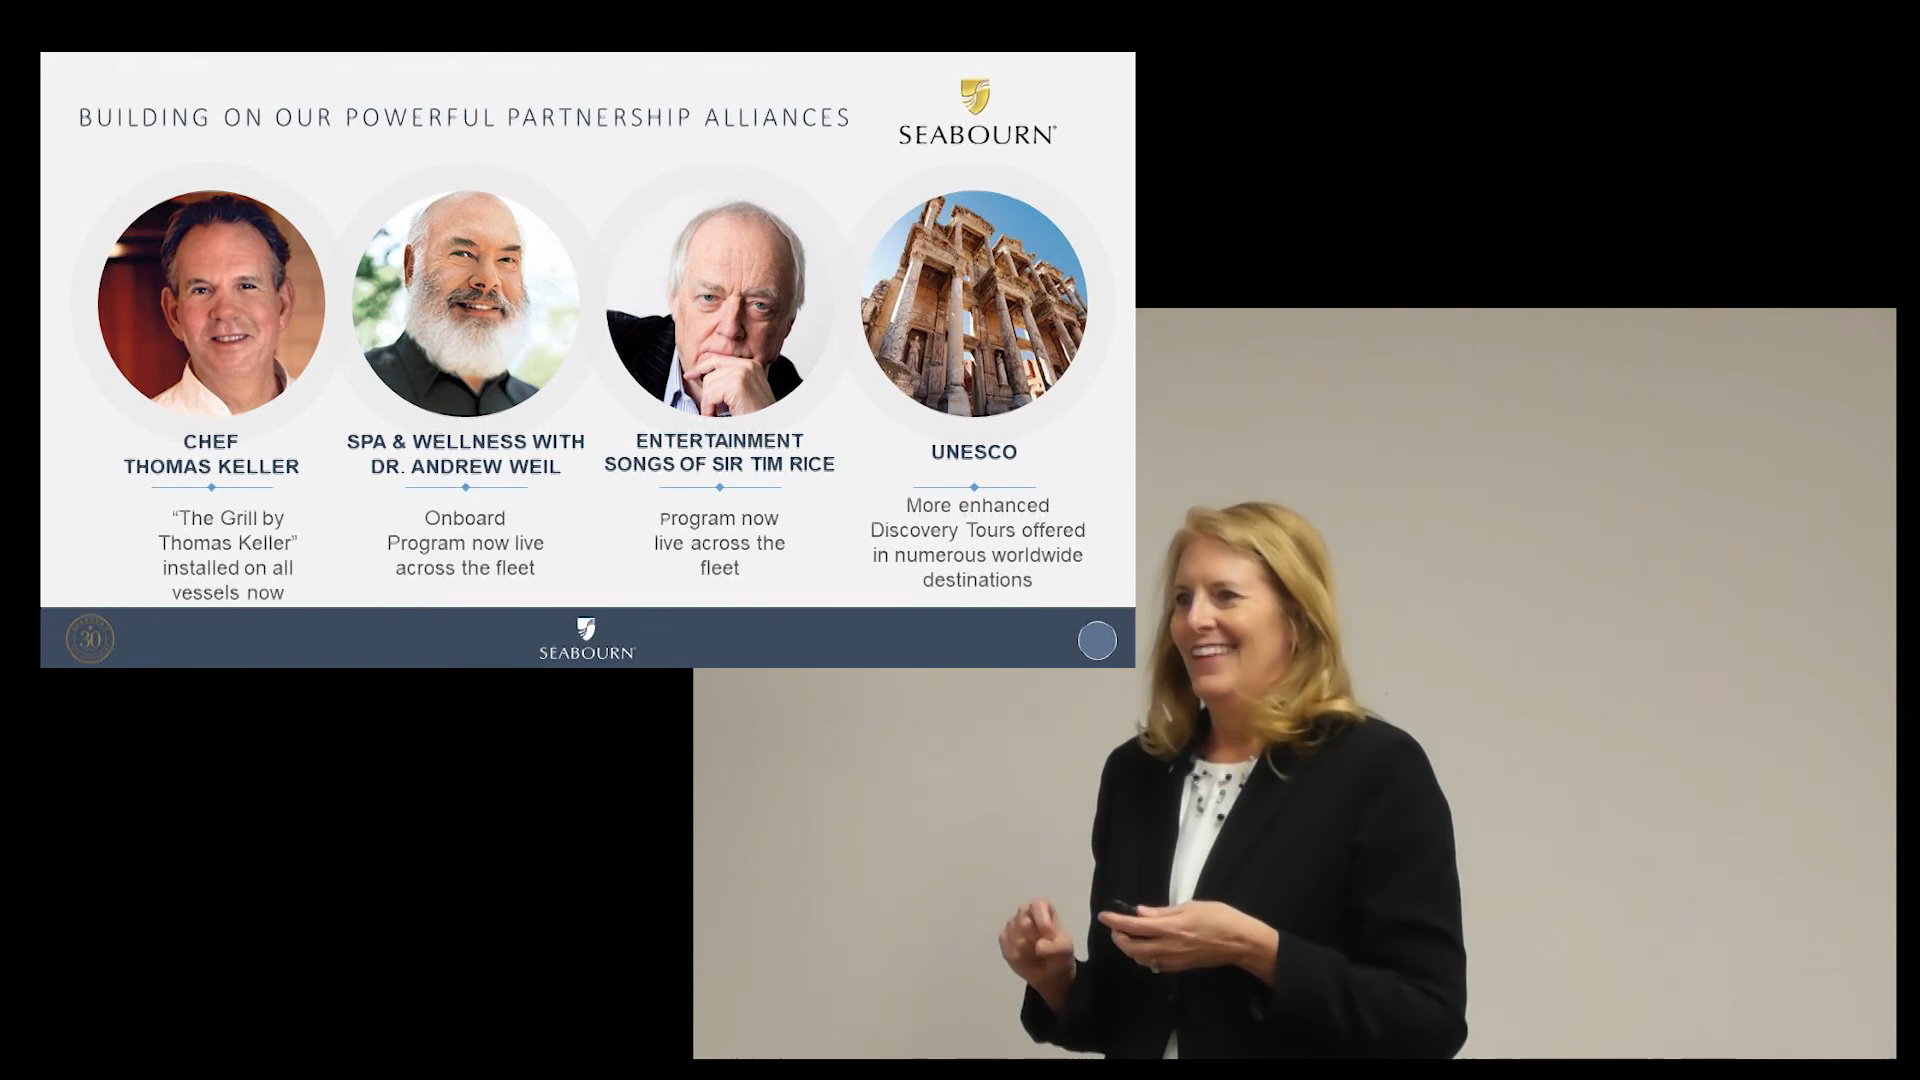 BUILDING ON OUR POWERFUL PARTNERSHIP ALLIANCES
SEABOURN®
CHEF
THOMAS KELLER
“The Grill by
Thomas Keller”
installed on all
vessels now
SPA & WELLNESS WITH
DR. ANDREW WEIL
Onboard
Program now live
across the fleet
ENTERTAINMENT
SONGS OF SIR TIM RICE
Program now
live across the
fleet
UNESCO
More enhanced
Discovery Tours offered
in numerous worldwide
destinations
30
SEABOURN®